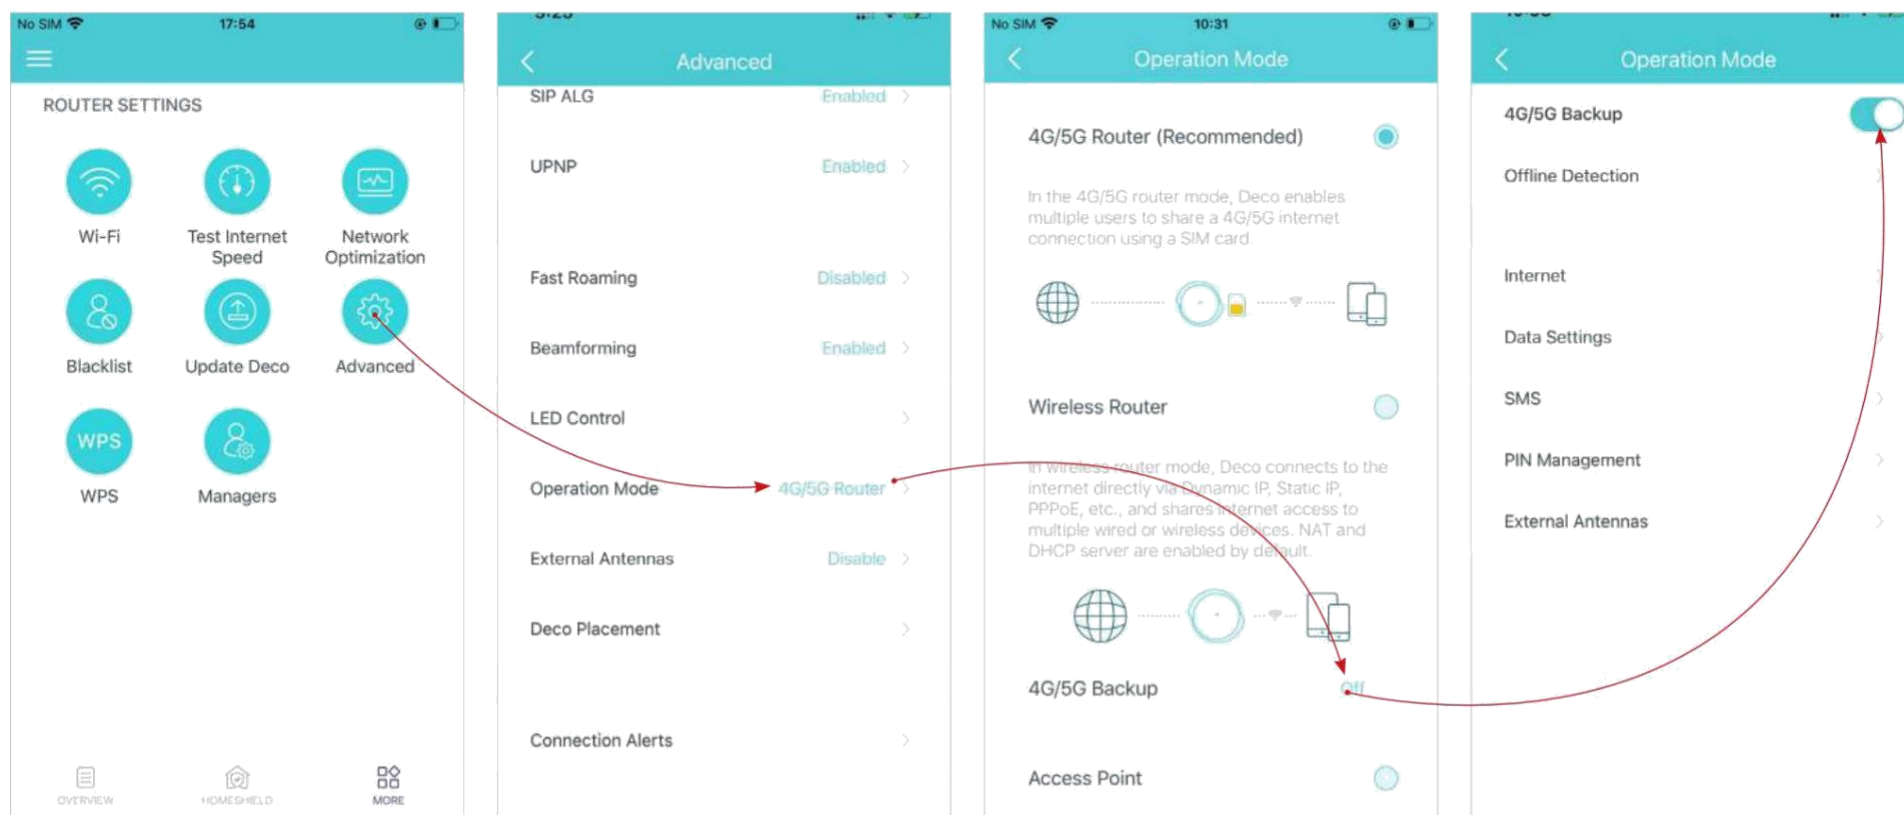 No SIM 17:54
ROUTER SETTINGS
Wi-Fi
Test Internet
Speed
Network
Optimization
Blacklist
Update Deco
Advanced
WPS
WPS
Managers
OVERVIEW
HOMESHIELD
MORE
Advanced
SIP ALG Enabled
UPNP Enabled
Fast Roaming Disabled
Beamforming Enabled
LED Control
Operation Mode 4G/5G Router
External Antennas Disable
Deco Placement
Connection Alerts
No SIM 10:31
Operation Mode
4G/5G Router (Recommended)
In the 4G/5G router mode, Deco enables
multiple users to share a 4G/5G internet
connection using a SIM card.
Wireless Router
In wireless router mode, Deco connects to the
internet directly via Dynamic IP, Static IP,
PPPoE, etc., and shares internet access to
multiple wired or wireless devices. NAT and
DHCP server are enabled by default.
4G/5G Backup Off
Access Point
Operation Mode
4G/5G Backup
Offline Detection
Internet
Data Settings
SMS
PIN Management
External Antennas